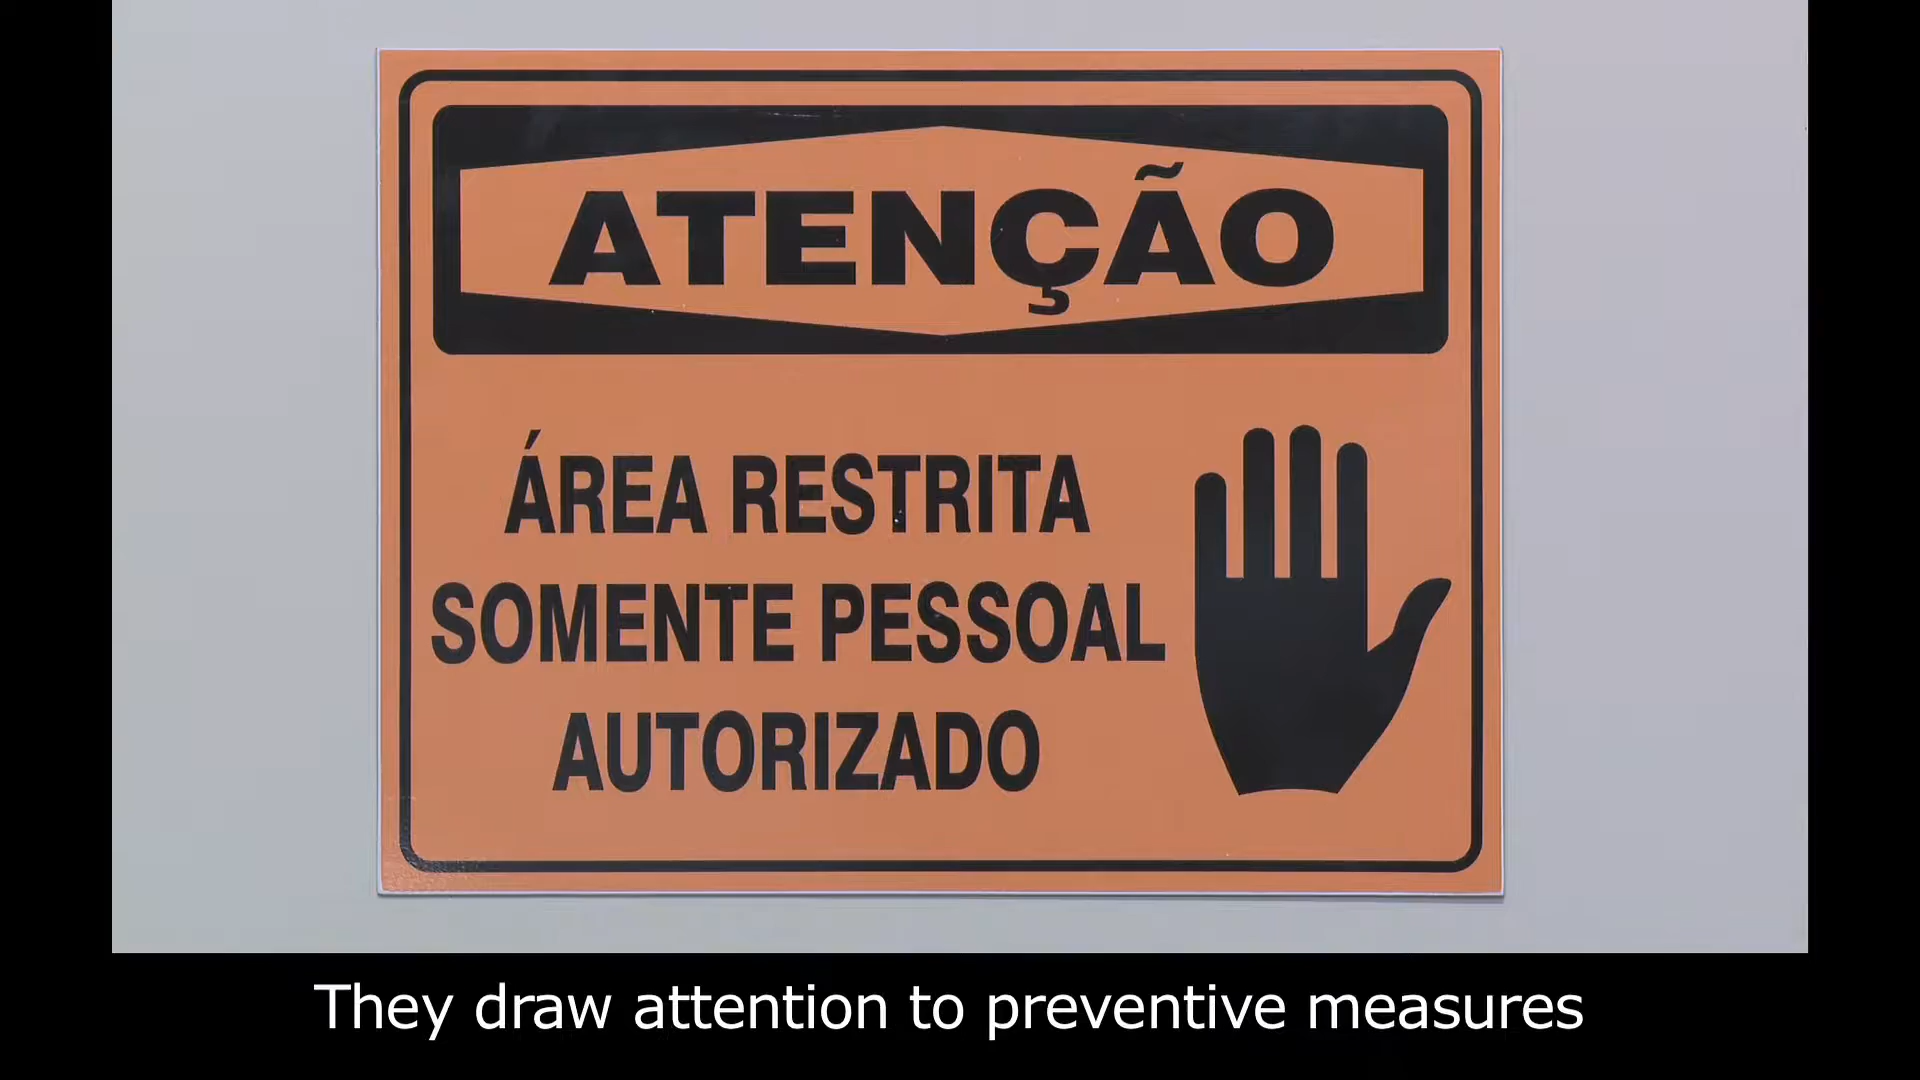 ATENÇÃO
ÁREA RESTRITA
SOMENTE PESSOAL
AUTORIZADO
They draw attention to preventive measures